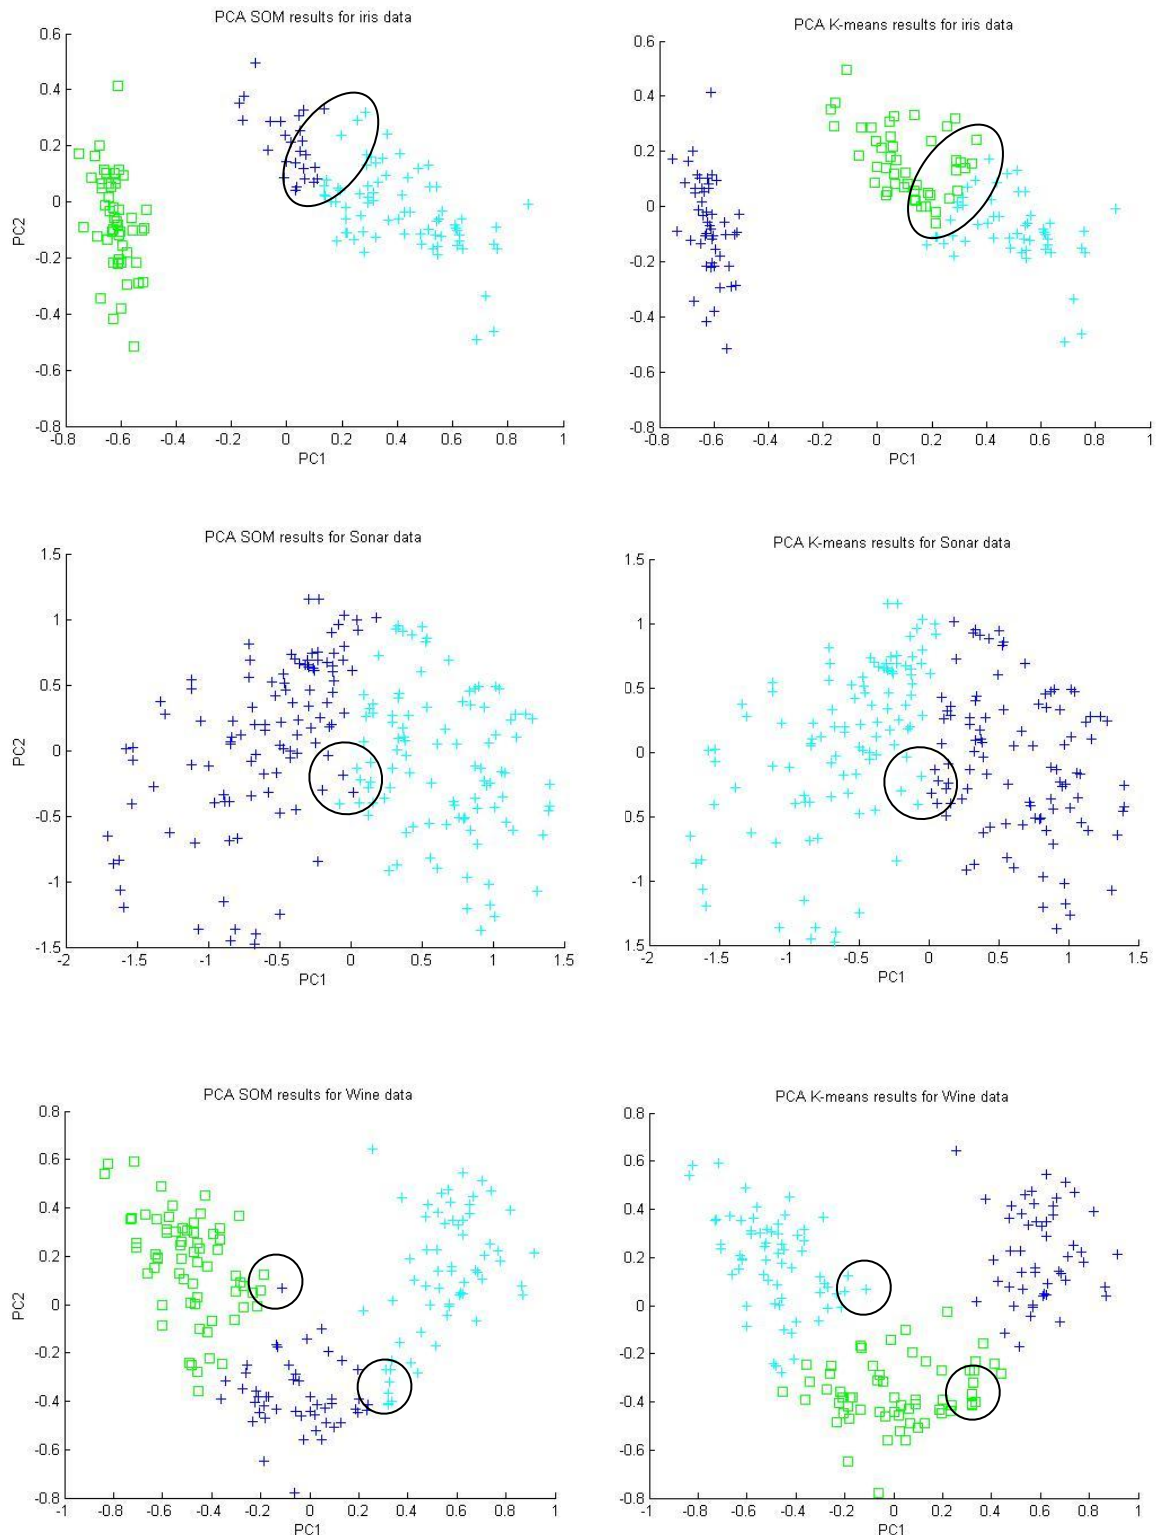 PCA SOM results for iris data
0.6
0.4
0.2
0
-0.2
-0.4
-0.6
-0.8
PC2
-0.8 -0.6 -0.4 -0.2 0 0.2 0.4 0.6 0.8 1
PC1
PCA K-means results for iris data
0.6
0.4
0.2
0
-0.2
-0.4
-0.6
-0.8
-0.8 -0.6 -0.4 -0.2 0 0.2 0.4 0.6 0.8 1
PC1
PCA SOM results for Sonar data
1.5
1
0.5
0
-0.5
-1
-1.5
PC2
-2 -1.5 -1 -0.5 0 0.5 1 1.5
PC1
PCA K-means results for Sonar data
1.5
1
0.5
0
0.5
-1
1.5
-2 -1.5 -1 -0.5 0 0.5 1 1.5
PC1
PCA SOM results for Wine data
0.8
0.6
0.4
0.2
0
-0.2
-0.4
-0.6
-0.8
PC2
-1 -0.8 -0.6 -0.4 -0.2 0 0.2 0.4 0.6 0.8 1
PC1
PCA K-means results for Wine data
0.8
0.6
0.4
0.2
0
-0.2
-0.4
-0.6
-0.8
-1 -0.8 -0.6 -0.4 -0.2 0 0.2 0.4 0.6 0.8 1
PC1